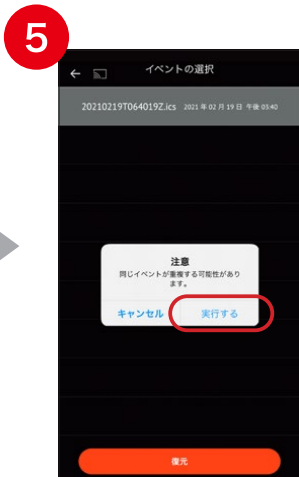 5
イベントの選択
20210219T064019Z.ics 2021 年 02 月 19 日 午後 03:40
注意
同じイベントが重複する可能性があり
ます。
キャンセル 実行する
復元